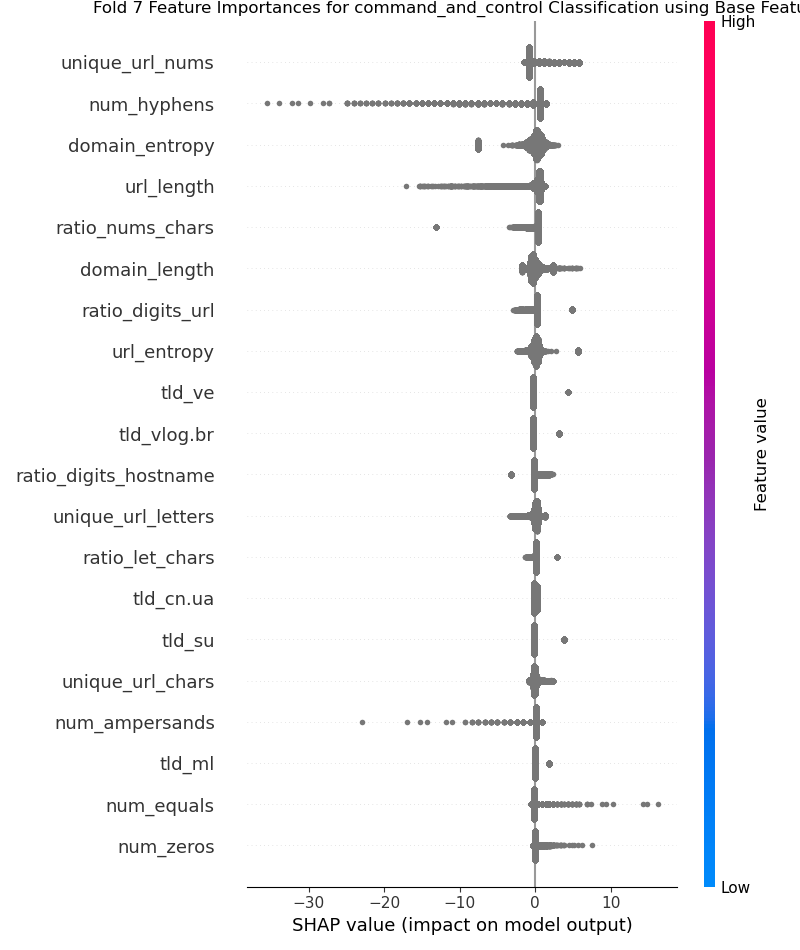 Fold 7 Feature Importances for command_and_control Classification using Base Featu
High
unique_url_nums
num_hyphens
domain_entropy
url_length
ratio_nums_chars
domain_length
ratio_digits_url
url_entropy
tld_ve
tld_vlog.br
ratio_digits_hostname
unique_url_letters
ratio_let_chars
tld_cn.ua
tld_su
unique_url_chars
num_ampersands
tld_ml
num_equals
num_zeros
Feature value
Low
−30 −20 −10 0 10
SHAP value (impact on model output)